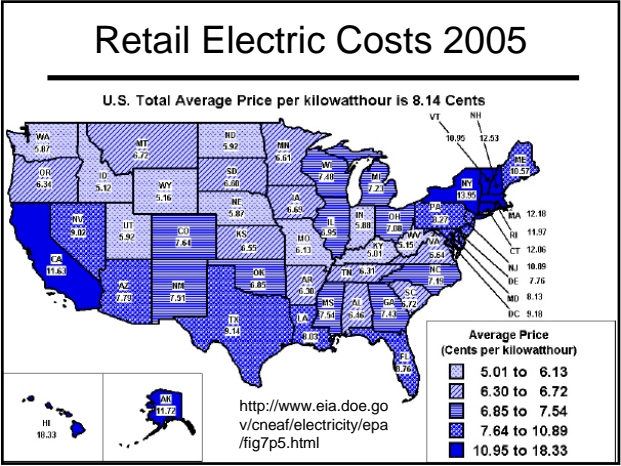 Retail Electric Costs 2005
U.S. Total Average Price per kilowatthour is 8.14 Cents
VT
10.95
NH
12.53
WA
5.87
MT
6.72
ND
5.92
MN
6.61
OR
6.34
ID
5.12
SD
6.60
WI
7.48
MI
7.23
ME
10.57
WY
5.16
NY
13.95
NV
9.02
UT
5.92
NE
5.87
IA
6.69
PA
8.27
MA 12.18
RI 11.97
CT 12.06
NJ 10.89
DE 7.76
MD 8.13
DC 9.18
CA
11.63
CO
7.64
KS
6.55
MO
6.13
IL
6.95
IN
5.88
OH
7.08
KY
5.01
WV
5.15
VA
6.64
AZ
7.79
NM
7.51
OK
6.85
AR
6.30
TN 6.31
NC
7.19
SC
6.72
MS
7.54
AL
6.46
GA
7.43
TX
9.14
LA
8.03
FL
8.76
HI
18.33
AK
11.72
http://www.eia.doe.go
v/cneaf/electricity/epa
/fig7p5.html
Average Price
(Cents per kilowatthour)
5.01 to 6.13
6.30 to 6.72
6.85 to 7.54
7.64 to 10.89
10.95 to 18.33